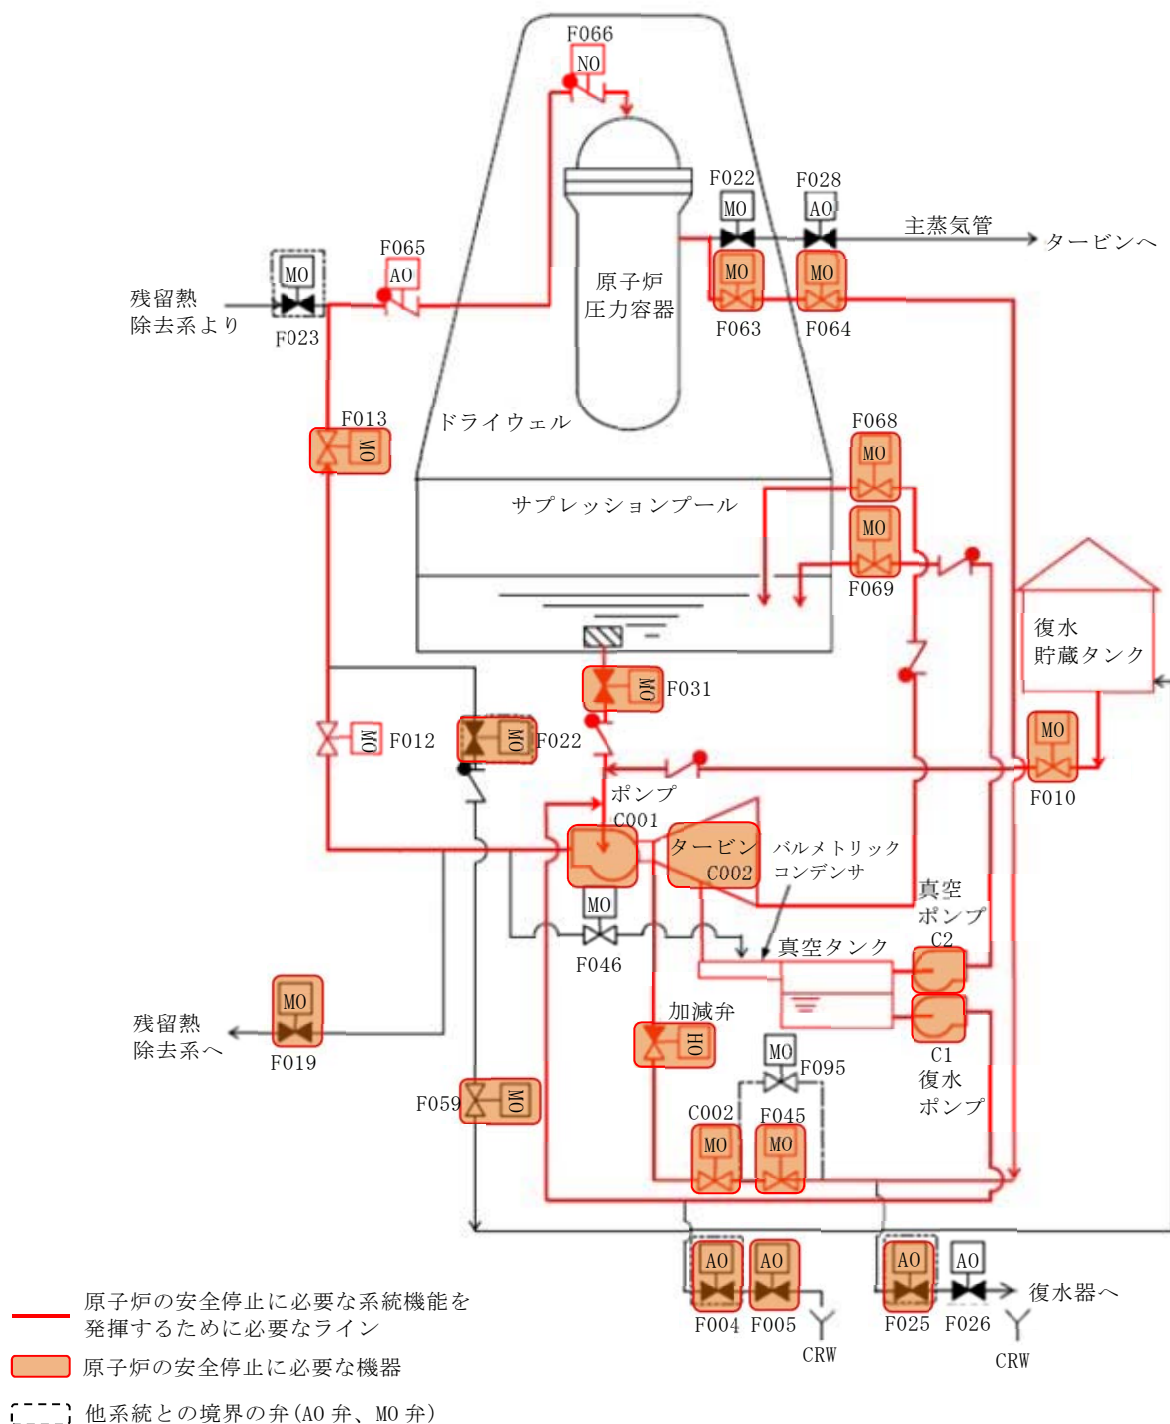 F066
NO
F022
MO
F028
AO
主蒸気管
タービンへ
F065
AO
MO
残留熱
除去系より
F023
原子炉
圧力容器
MO
F063
MO
F064
F013
MO
ドライウェル
F068
MO
サプレッションプール
MO
F069
復水
貯蔵タンク
MO
F031
MO
F012
MO
F022
MO
F010
ポンプ
C001
タービン
C002
バルメトリック
コンデンサ
MO
F046
真空
ポンプ
C2
真空タンク
残留熱
除去系へ
MO
F019
加減弁
HO
C1
復水
ポンプ
MO
F095
F059
MO
C002
MO
F045
MO
AO
F004
AO
F005
CRW
AO
F025
AO
F026
復水器へ
CRW
原子炉の安全停止に必要な系統機能を
発揮するために必要なライン
原子炉の安全停止に必要な機器
他系統との境界の弁(AO 弁、MO 弁)